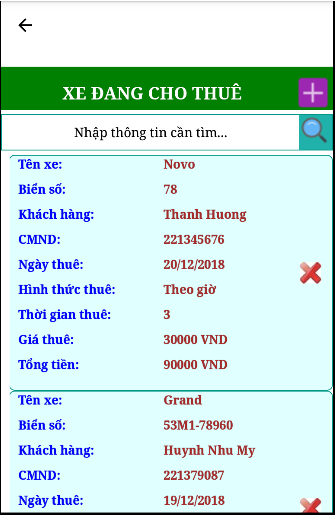 XE ĐANG CHO THUÊ
Nhập thông tin cần tìm...
Tên xe: Novo
Biển số: 78
Khách hàng: Thanh Huong
CMND: 221345676
Ngày thuê: 20/12/2018
Hình thức thuê: Theo giờ
Thời gian thuê: 3
Giá thuê: 30000 VND
Tổng tiền: 90000 VND
Tên xe: Grand
Biển số: 53M1-78960
Khách hàng: Huynh Nhu My
CMND: 221379087
Ngày thuê: 19/12/2018